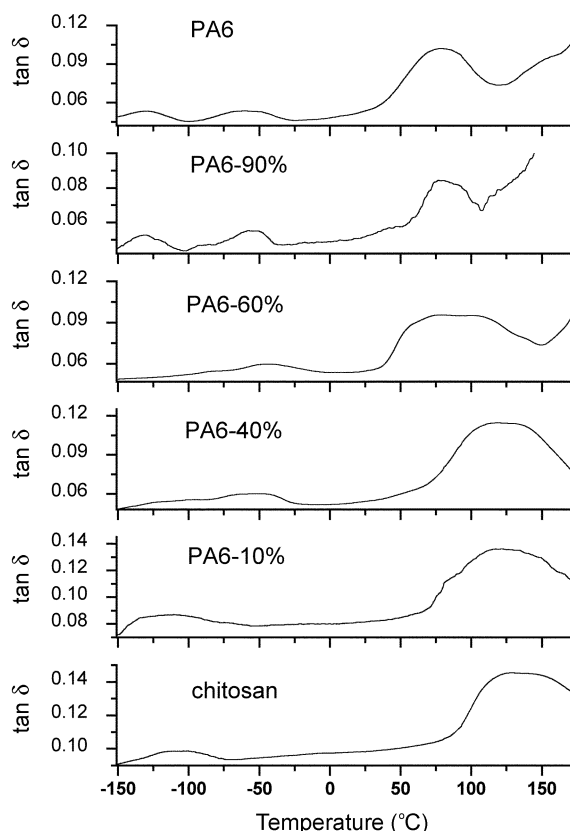 0.12
PA6
tan δ
0.09
0.06
0.10
PA6-90%
tan δ
0.08
0.06
0.12
PA6-60%
tan δ
0.09
0.06
0.12
PA6-40%
tan δ
0.09
0.06
0.14
PA6-10%
tan δ
0.12
0.10
0.08
chitosan
tan δ
0.14
0.12
0.10
-150 -100 -50 0 50 100 150
Temperature (°C)